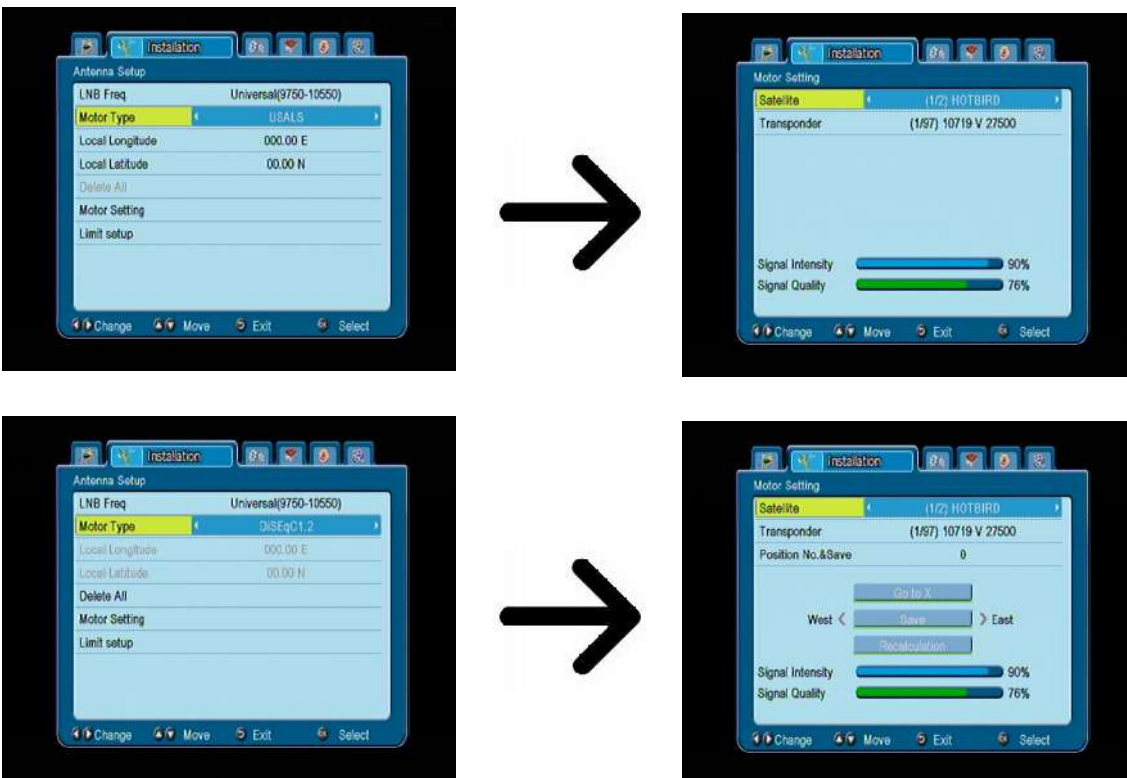 Installation
Antenna Setup
LNB Freq Universal(9750-10550)
Motor Type USALS
Local Longitude 000.00 E
Local Latitude 00.00 N
Delete All
Motor Setting
Limit setup
Change Move Exit Select
Installation
Motor Setting
Satellite (1/2) HOTBIRD
Transponder (1/97) 10719 V 27500
Signal Intensity 90%
Signal Quality 76%
Change Move Exit Select
Installation
Antenna Setup
LNB Freq Universal(9750-10550)
Motor Type DiSEqC1.2
Local Longitude 000.00 E
Local Latitude 00.00 N
Delete All
Motor Setting
Limit setup
Change Move Exit Select
Installation
Motor Setting
Satellite (1/2) HOTBIRD
Transponder (1/97) 10719 V 27500
Position No.&Save 0
Go to X
West Save East
Recalculation
Signal Intensity 90%
Signal Quality 76%
Change Move Exit Select